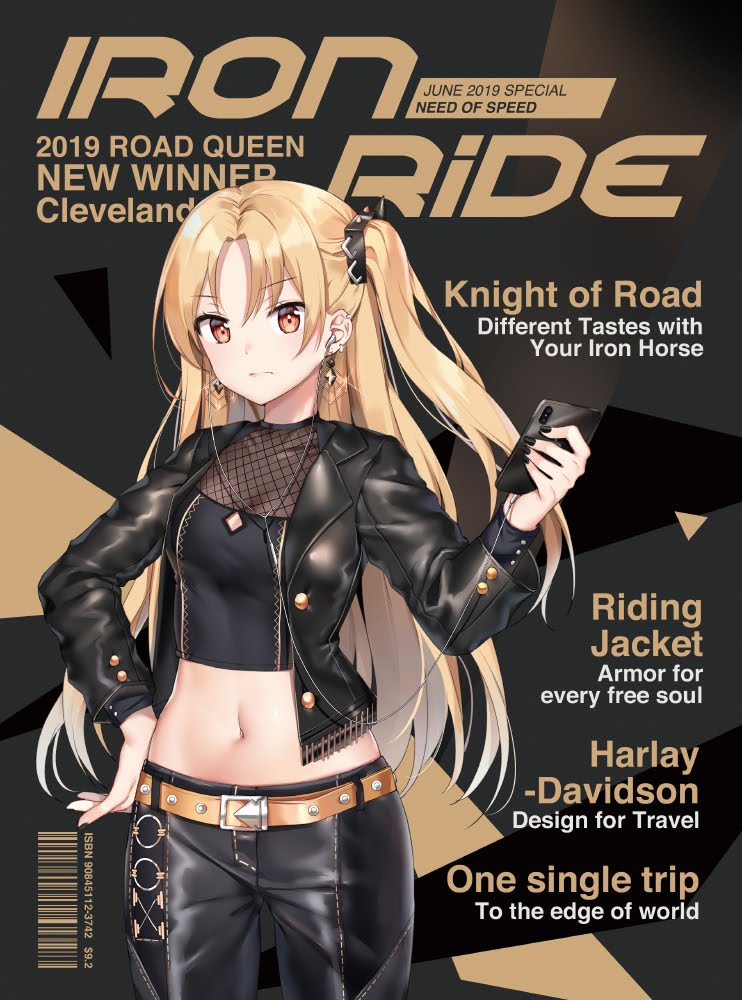 IRON
JUNE 2019 SPECIAL
NEED OF SPEED
RiDE
2019 ROAD QUEEN
NEW WINNER
Cleveland
Knight of Road
Different Tastes with
Your Iron Horse
Riding
Jacket
Armor for
every free soul
Harlay
-Davidson
Design for Travel
One single trip
To the edge of world
ISBN 90845112-3742 $9.2